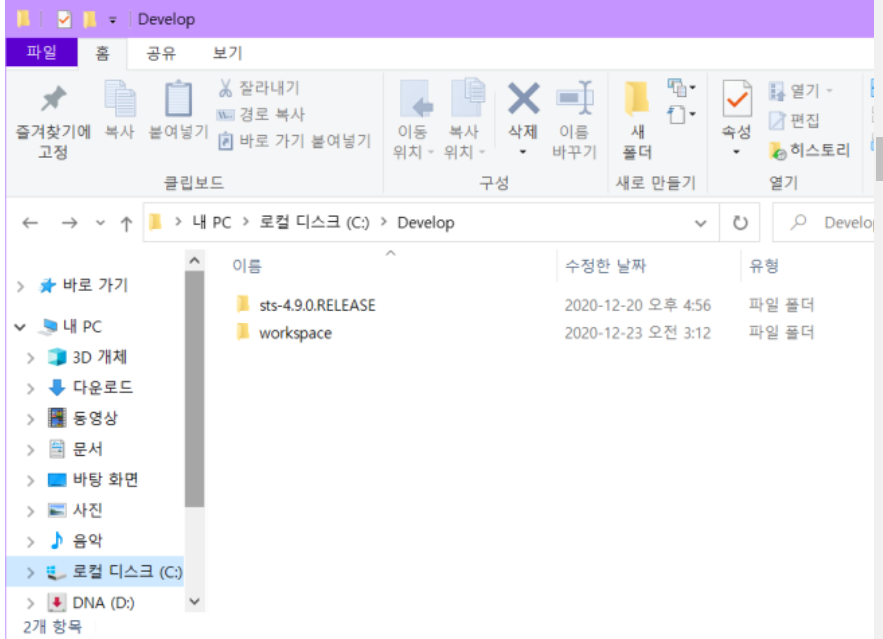 Develop
파일 홈 공유 보기
즐겨찾기에 고정
복사
붙여넣기
잘라내기
경로 복사
바로 가기 붙여넣기
클립보드
이동 위치
복사 위치
삭제
이름 바꾸기
구성
새 폴더
새로 만들기
속성
열기
편집
히스토리
열기
내 PC > 로컬 디스크 (C:) > Develop
이름 수정한 날짜 유형
sts-4.9.0.RELEASE 2020-12-20 오후 4:56 파일 폴더
workspace 2020-12-23 오전 3:12 파일 폴더
바로 가기
내 PC
3D 개체
다운로드
동영상
문서
바탕 화면
사진
음악
로컬 디스크 (C:)
DNA (D:)
2개 항목